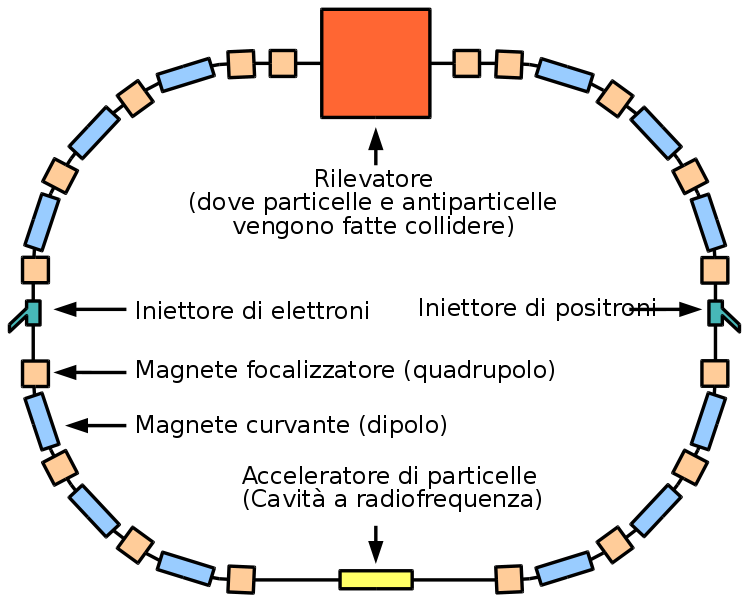 Rilevatore
(dove particelle e antiparticelle
vengono fatte collidere)
Iniettore di elettroni
Iniettore di positroni
Magnete focalizzatore (quadrupolo)
Magnete curvante (dipolo)
Acceleratore di particelle
(Cavità a radiofrequenza)